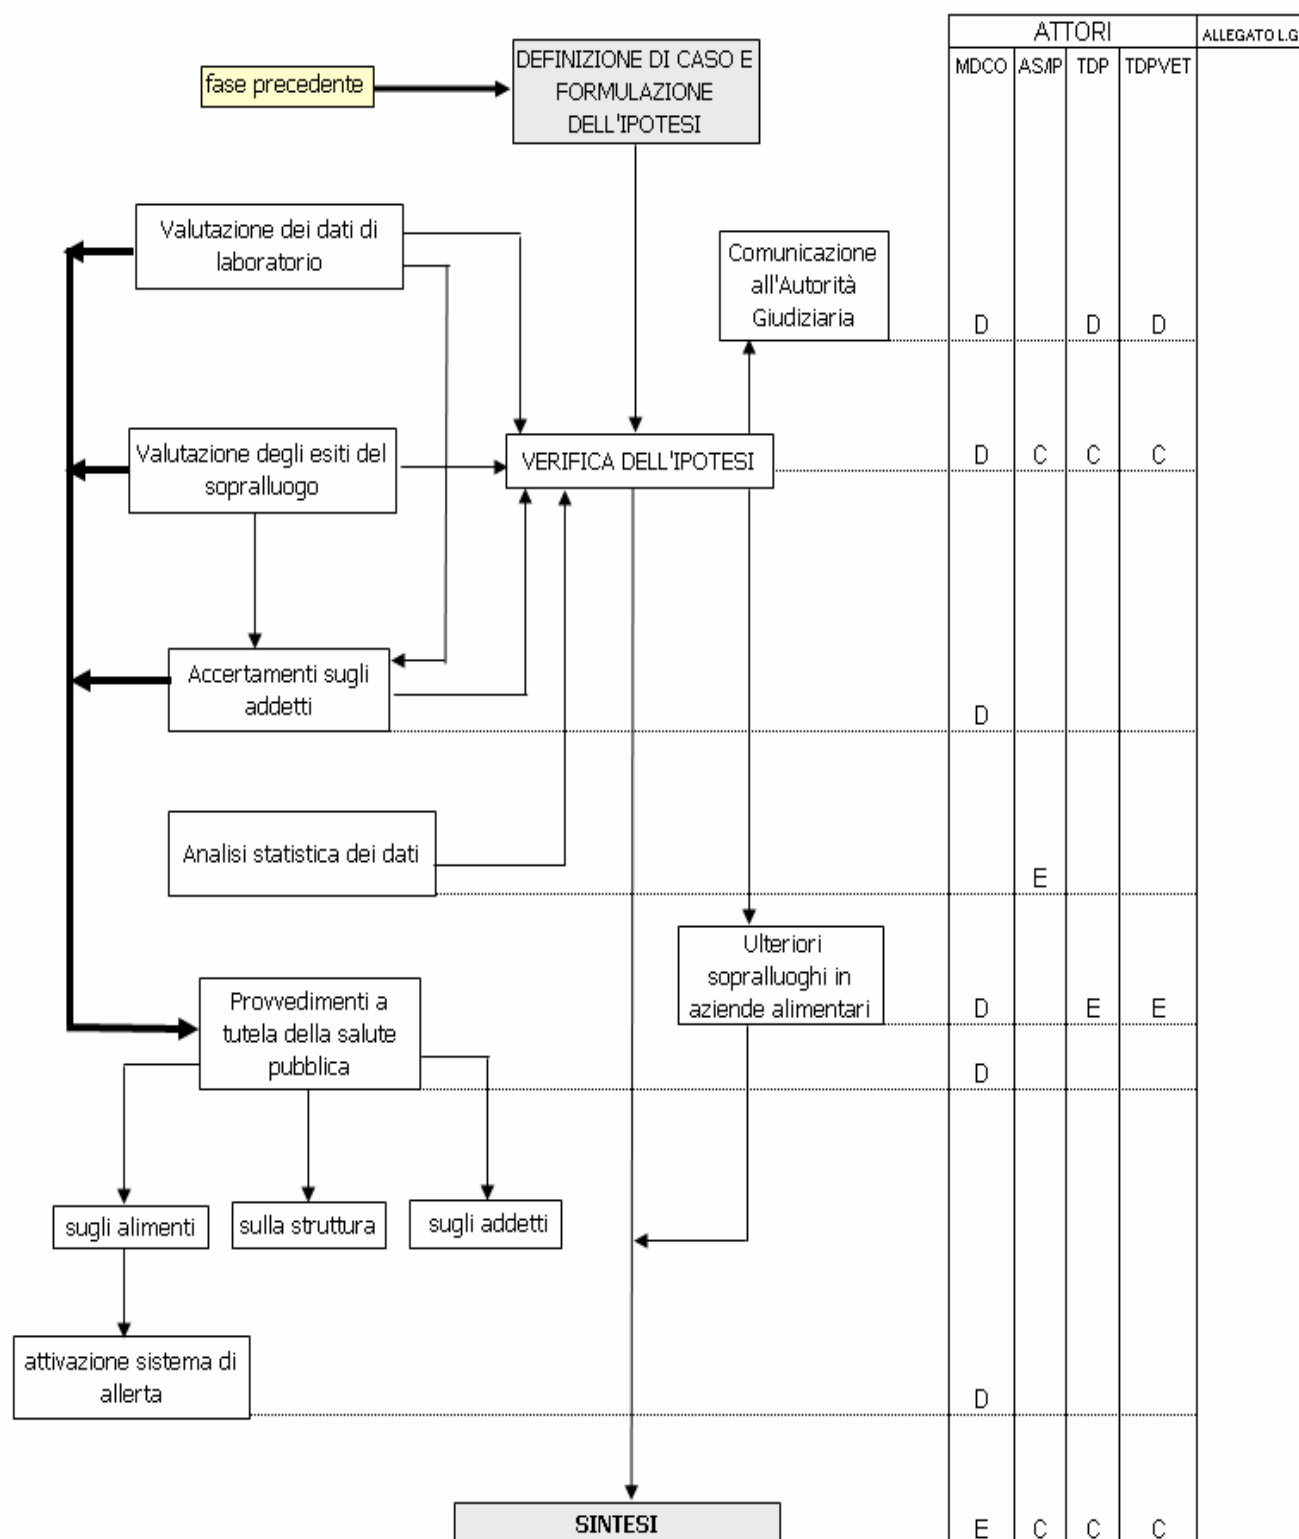 ATTORI
ALLEGATO L.G
MDCO AS/IP TDP TDPVET
fase precedente
DEFINIZIONE DI CASO E
FORMULAZIONE
DELL'IPOTESI
Valutazione dei dati di
laboratorio
Comunicazione
all'Autorità
Giudiziaria
D D D
Valutazione degli esiti del
sopralluogo
VERIFICA DELL'IPOTESI
D C C C
Accertamenti sugli
addetti
D
Analisi statistica dei dati
E
Ulteriori
sopralluoghi in
aziende alimentari
D E E
Provvedimenti a
tutela della salute
pubblica
D
sugli alimenti
sulla struttura
sugli addetti
attivazione sistema di
allerta
D
SINTESI
E C C C